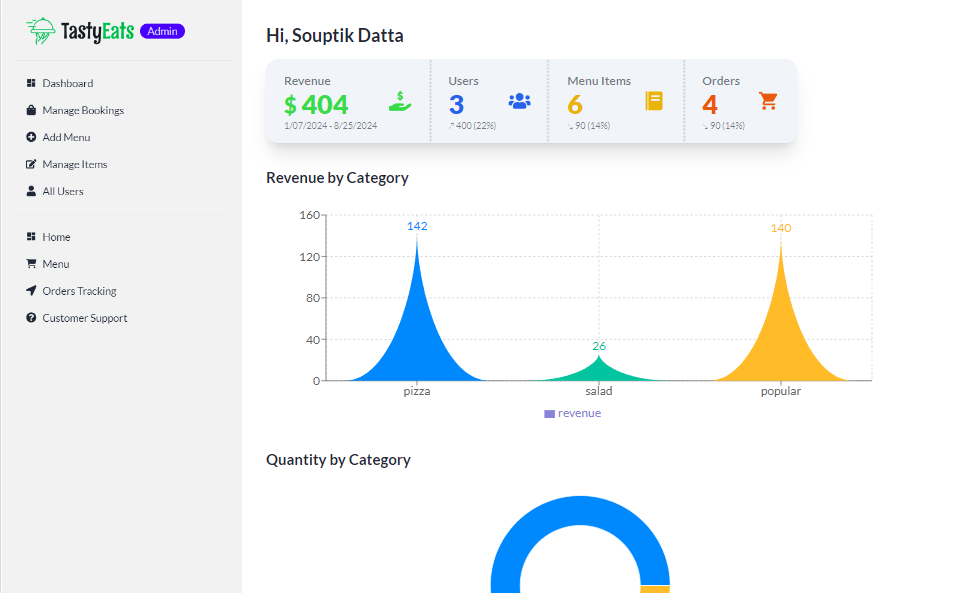 TastyEats Admin
Dashboard
Manage Bookings
Add Menu
Manage Items
All Users
Home
Menu
Orders Tracking
Customer Support
Hi, Souptik Datta
Revenue
$ 404
1/07/2024 - 8/25/2024
Users
3
↗︎ 400 (22%)
Menu Items
6
↘︎ 90 (14%)
Orders
4
↘︎ 90 (14%)
Revenue by Category
160
120
80
40
0
142
26
140
pizza
salad
popular
revenue
Quantity by Category